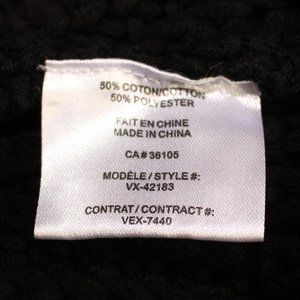 50% COTON/COTTON
50% POLYESTER
FAIT EN CHINE
MADE IN CHINA
CA# 36105
MODÈLE / STYLE #:
VX-42183
CONTRAT / CONTRACT #:
VEX-7440